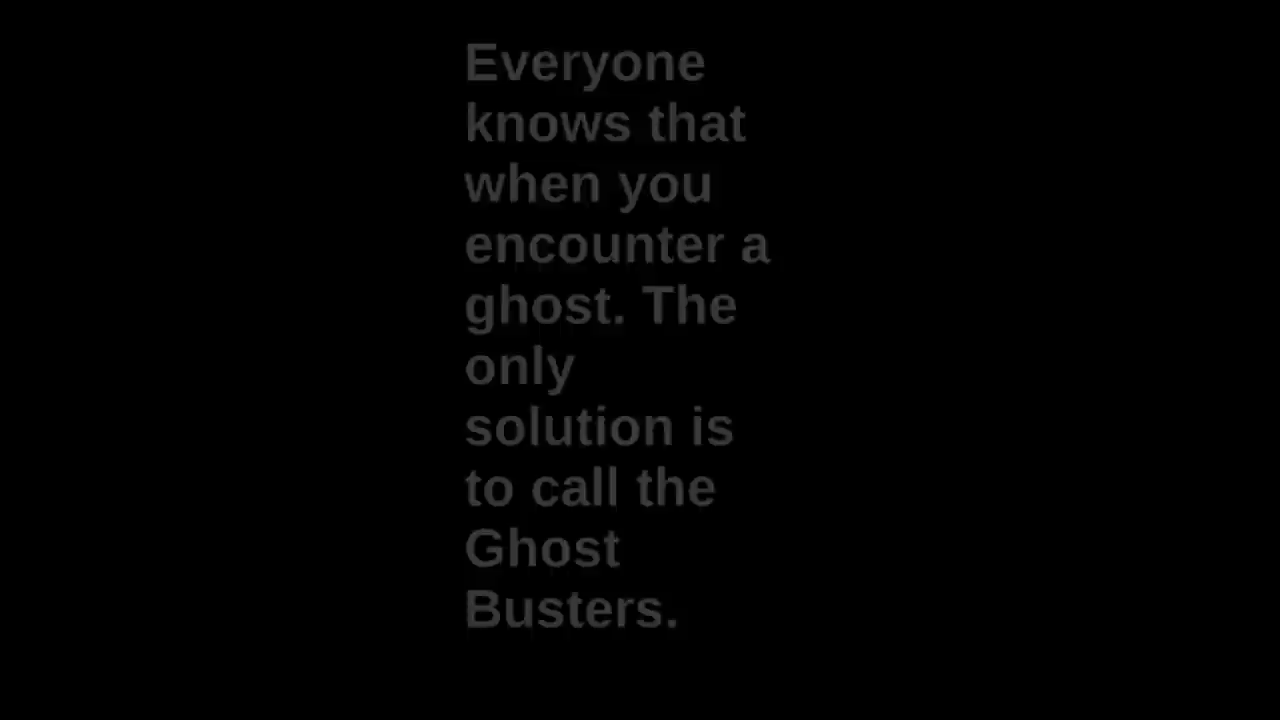 Everyone
knows that
when you
encounter a
ghost. The
only
solution is
to call the
Ghost
Busters.